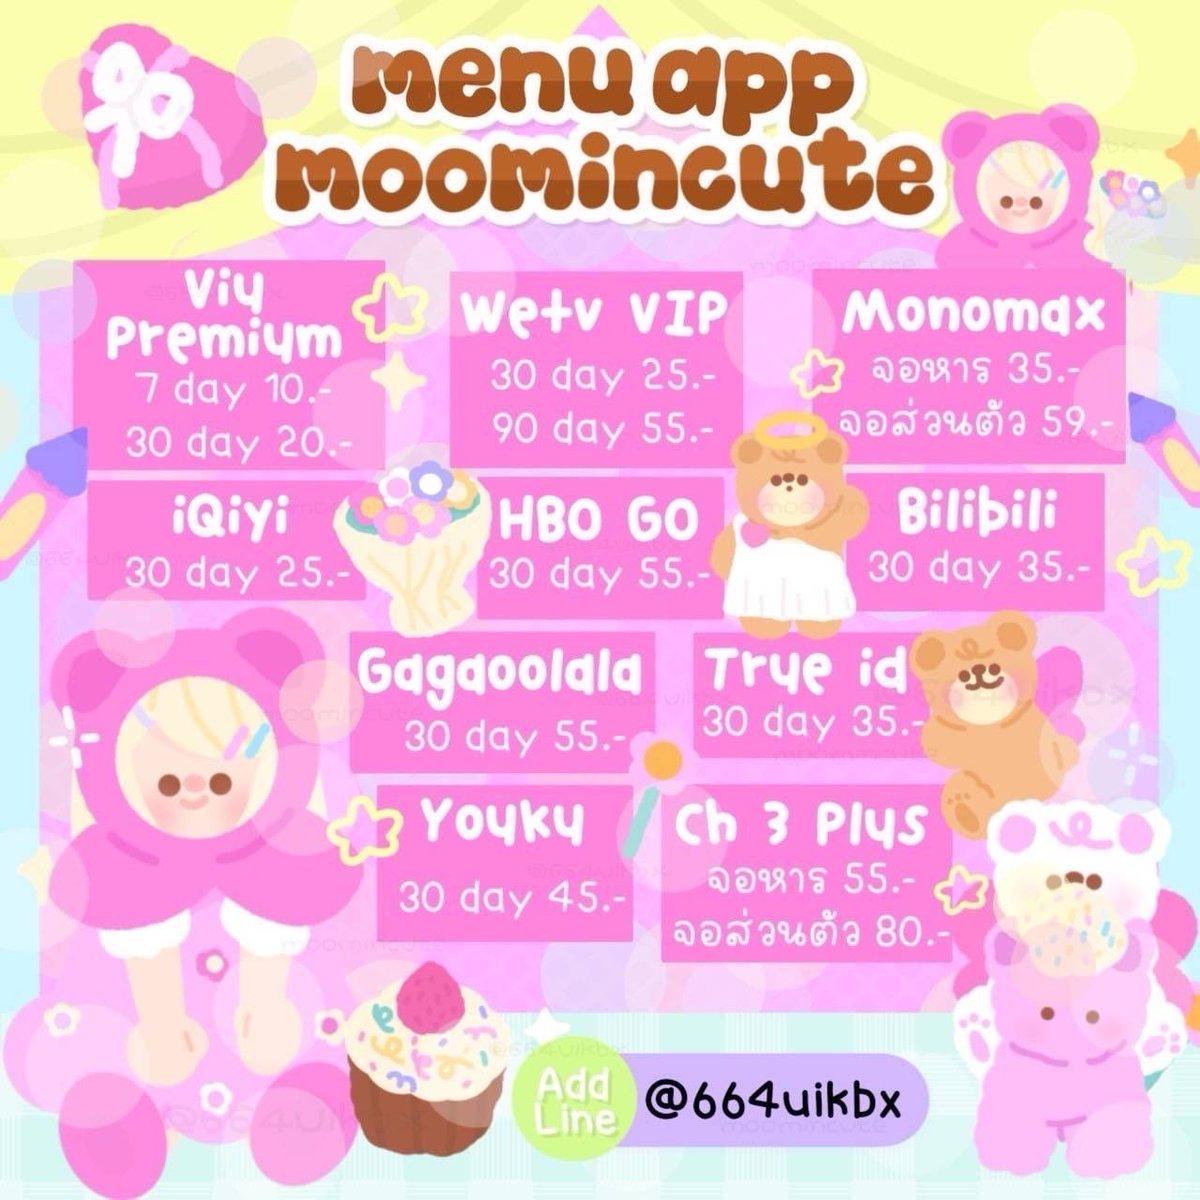 menu app
moomincute
Viu
Premium
7 day 10.-
30 day 20.-
Wetv VIP
30 day 25.-
90 day 55.-
Monomax
จอหาร 35.-
จอส่วนตัว 59.-
iQiyi
30 day 25.-
HBO GO
30 day 55.-
Bilibili
30 day 35.-
Gagaoolala
30 day 55.-
True id
30 day 35.-
Youku
30 day 45.-
Ch 3 Plus
จอหาร 55.-
จอส่วนตัว 80.-
Add
Line
@664uikbx